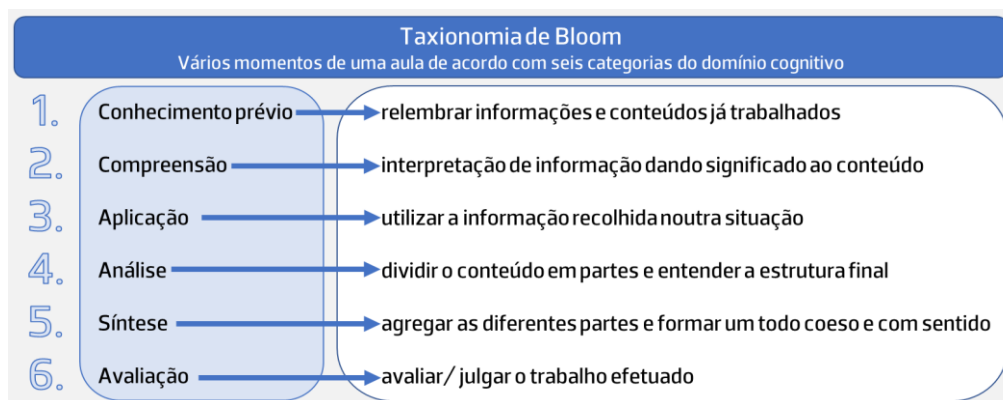 Taxionomia de Bloom
Vários momentos de uma aula de acordo com seis categorias do domínio cognitivo
1. Conhecimento prévio relembrar informações e conteúdos já trabalhados
2. Compreensão interpretação de informação dando significado ao conteúdo
3. Aplicação utilizar a informação recolhida noutra situação
4. Análise dividir o conteúdo em partes e entender a estrutura final
5. Síntese agregar as diferentes partes e formar um todo coeso e com sentido
6. Avaliação avaliar/ julgar o trabalho efetuado